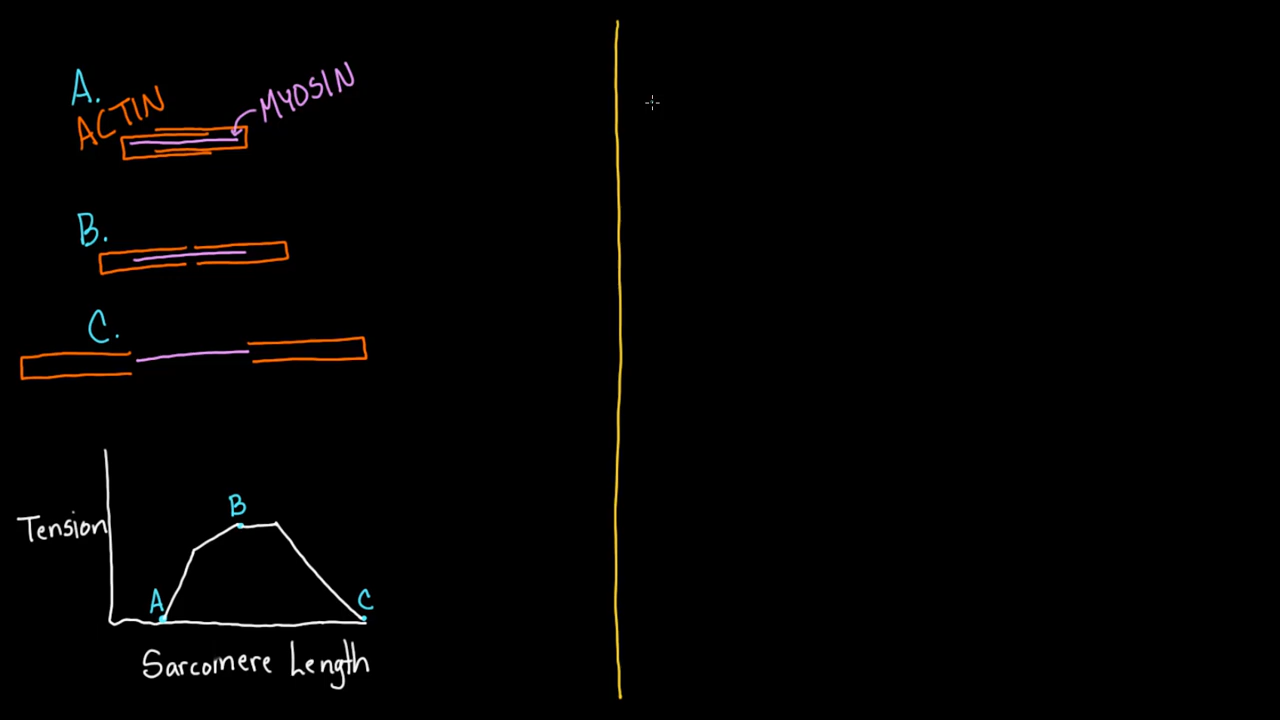 A.
ACTIN
MYOSIN
B.
C.
B
Tension
A
C
Sarcomere Length